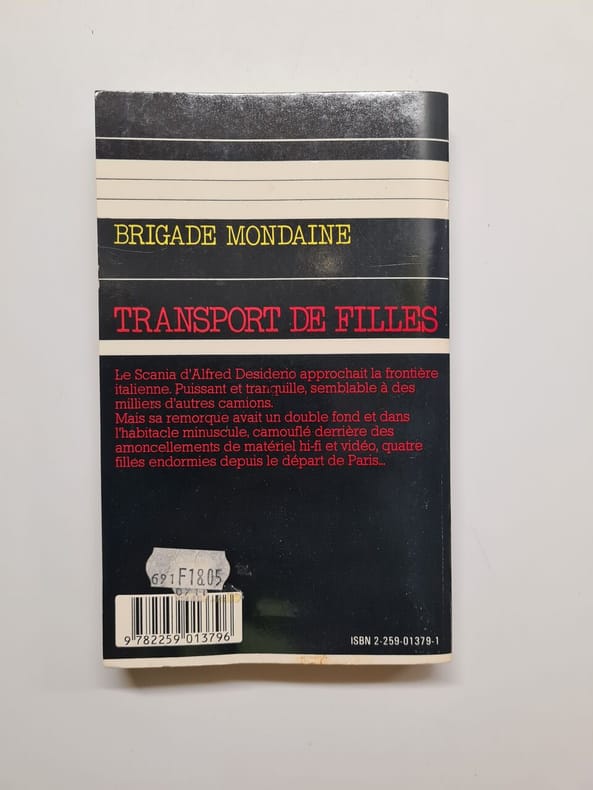 BRIGADE MONDAINE
TRANSPORT DE FILLES
Le Scania d'Alfred Desiderio approchait la frontière
italienne. Puissant et tranquille, semblable à des
milliers d'autres camions.
Mais sa remorque avait un double fond et dans
l'habitacle minuscule, camouflé derrière des
amoncellements de matériel hi-fi et vidéo, quatre
filles endormies depuis le départ de Paris...
691 F18.05
9 782259 013796
ISBN 2-259-01379-1